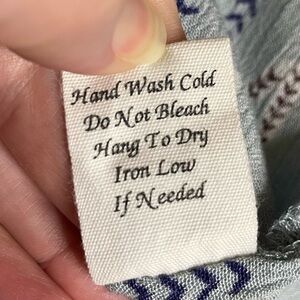 Hand Wash Cold
Do Not Bleach
Hang To Dry
Iron Low
If Needed